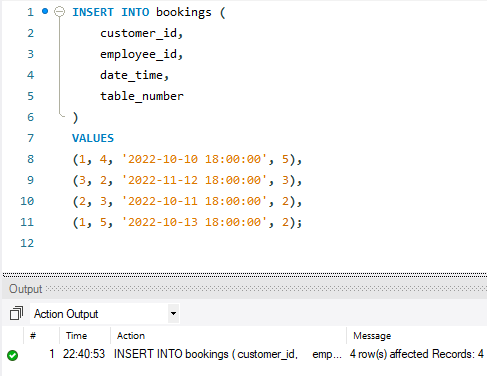 1 INSERT INTO bookings (
2 customer_id,
3 employee_id,
4 date_time,
5 table_number
6 )
7 VALUES
8 (1, 4, '2022-10-10 18:00:00', 5),
9 (3, 2, '2022-11-12 18:00:00', 3),
10 (2, 3, '2022-10-11 18:00:00', 2),
11 (1, 5, '2022-10-13 18:00:00', 2);
12
Output
Action Output
# Time Action Message
1 22:40:53 INSERT INTO bookings ( customer_id, emp... 4 row(s) affected Records: 4